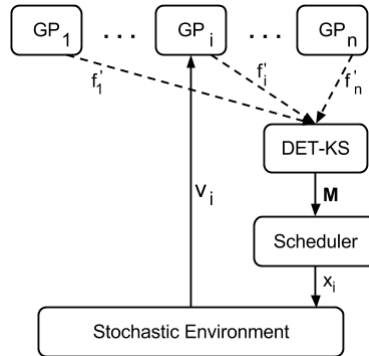 GP1 ... GPi ... GPn
f'1 f'i f'n
DET-KS
M
vi
Scheduler
xi
Stochastic Environment